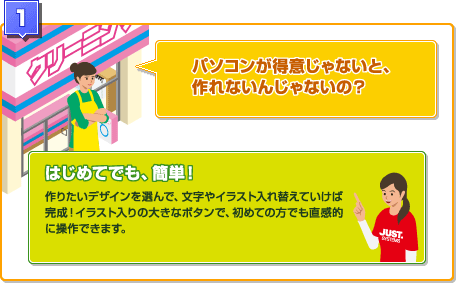 1
クリーニン
パソコンが得意じゃないと、
作れないんじゃないの？
はじめてでも、簡単！
作りたいデザインを選んで、文字やイラスト入れ替えていけば
完成！イラスト入りの大きなボタンで、初めての方でも直感的
に操作できます。
JUST.
SYSTEMS